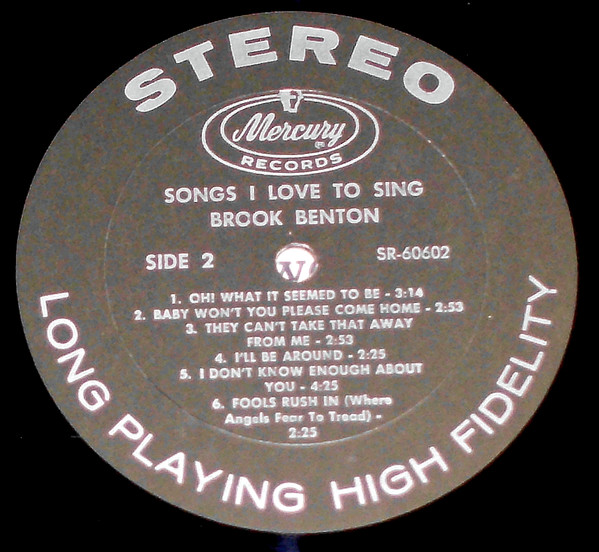 STEREO
Mercury
RECORDS
SONGS I LOVE TO SING
BROOK BENTON
SIDE 2
SR-60602
1. OH! WHAT IT SEEMED TO BE - 3:14
2. BABY WON'T YOU PLEASE COME HOME - 2:53
3. THEY CAN'T TAKE THAT AWAY
FROM ME - 2:53
4. I'LL BE AROUND - 2:25
5. I DON'T KNOW ENOUGH ABOUT
YOU - 4:25
6. FOOLS RUSH IN (Where
Angels Fear To Tread) -
2:25
LONG PLAYING HIGH FIDELITY